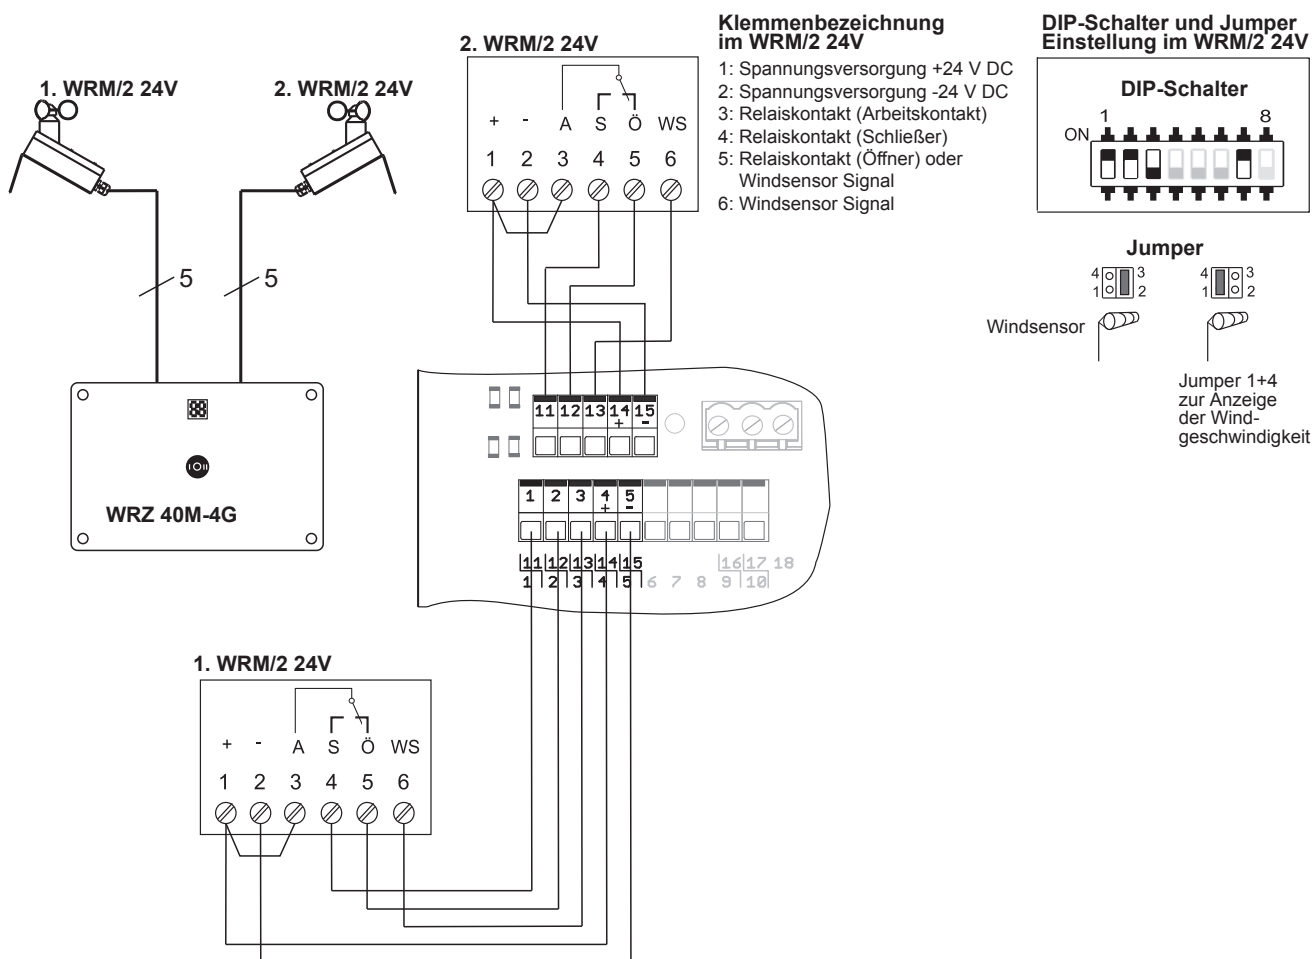 1. WRM/2 24V
2. WRM/2 24V
5
5
WRZ 40M-4G
2. WRM/2 24V
+ - A S Ö WS
1 2 3 4 5 6
Klemmenbezeichnung
im WRM/2 24V
1: Spannungsversorgung +24 V DC
2: Spannungsversorgung -24 V DC
3: Relaiskontakt (Arbeitskontakt)
4: Relaiskontakt (Schließer)
5: Relaiskontakt (Öffner) oder
Windsensor Signal
6: Windsensor Signal
DIP-Schalter und Jumper
Einstellung im WRM/2 24V
DIP-Schalter
1 8
ON
Jumper
4 3
1 2
4 3
1 2
Windsensor
Jumper 1+4
zur Anzeige
der Wind-
geschwindigkeit
11 12 13 14 15
+ -
1 2 3 4 5
+ -
11 12 13 14 15 16 17 18
1 2 3 4 5 6 7 8 9 10
1. WRM/2 24V
+ - A S Ö WS
1 2 3 4 5 6